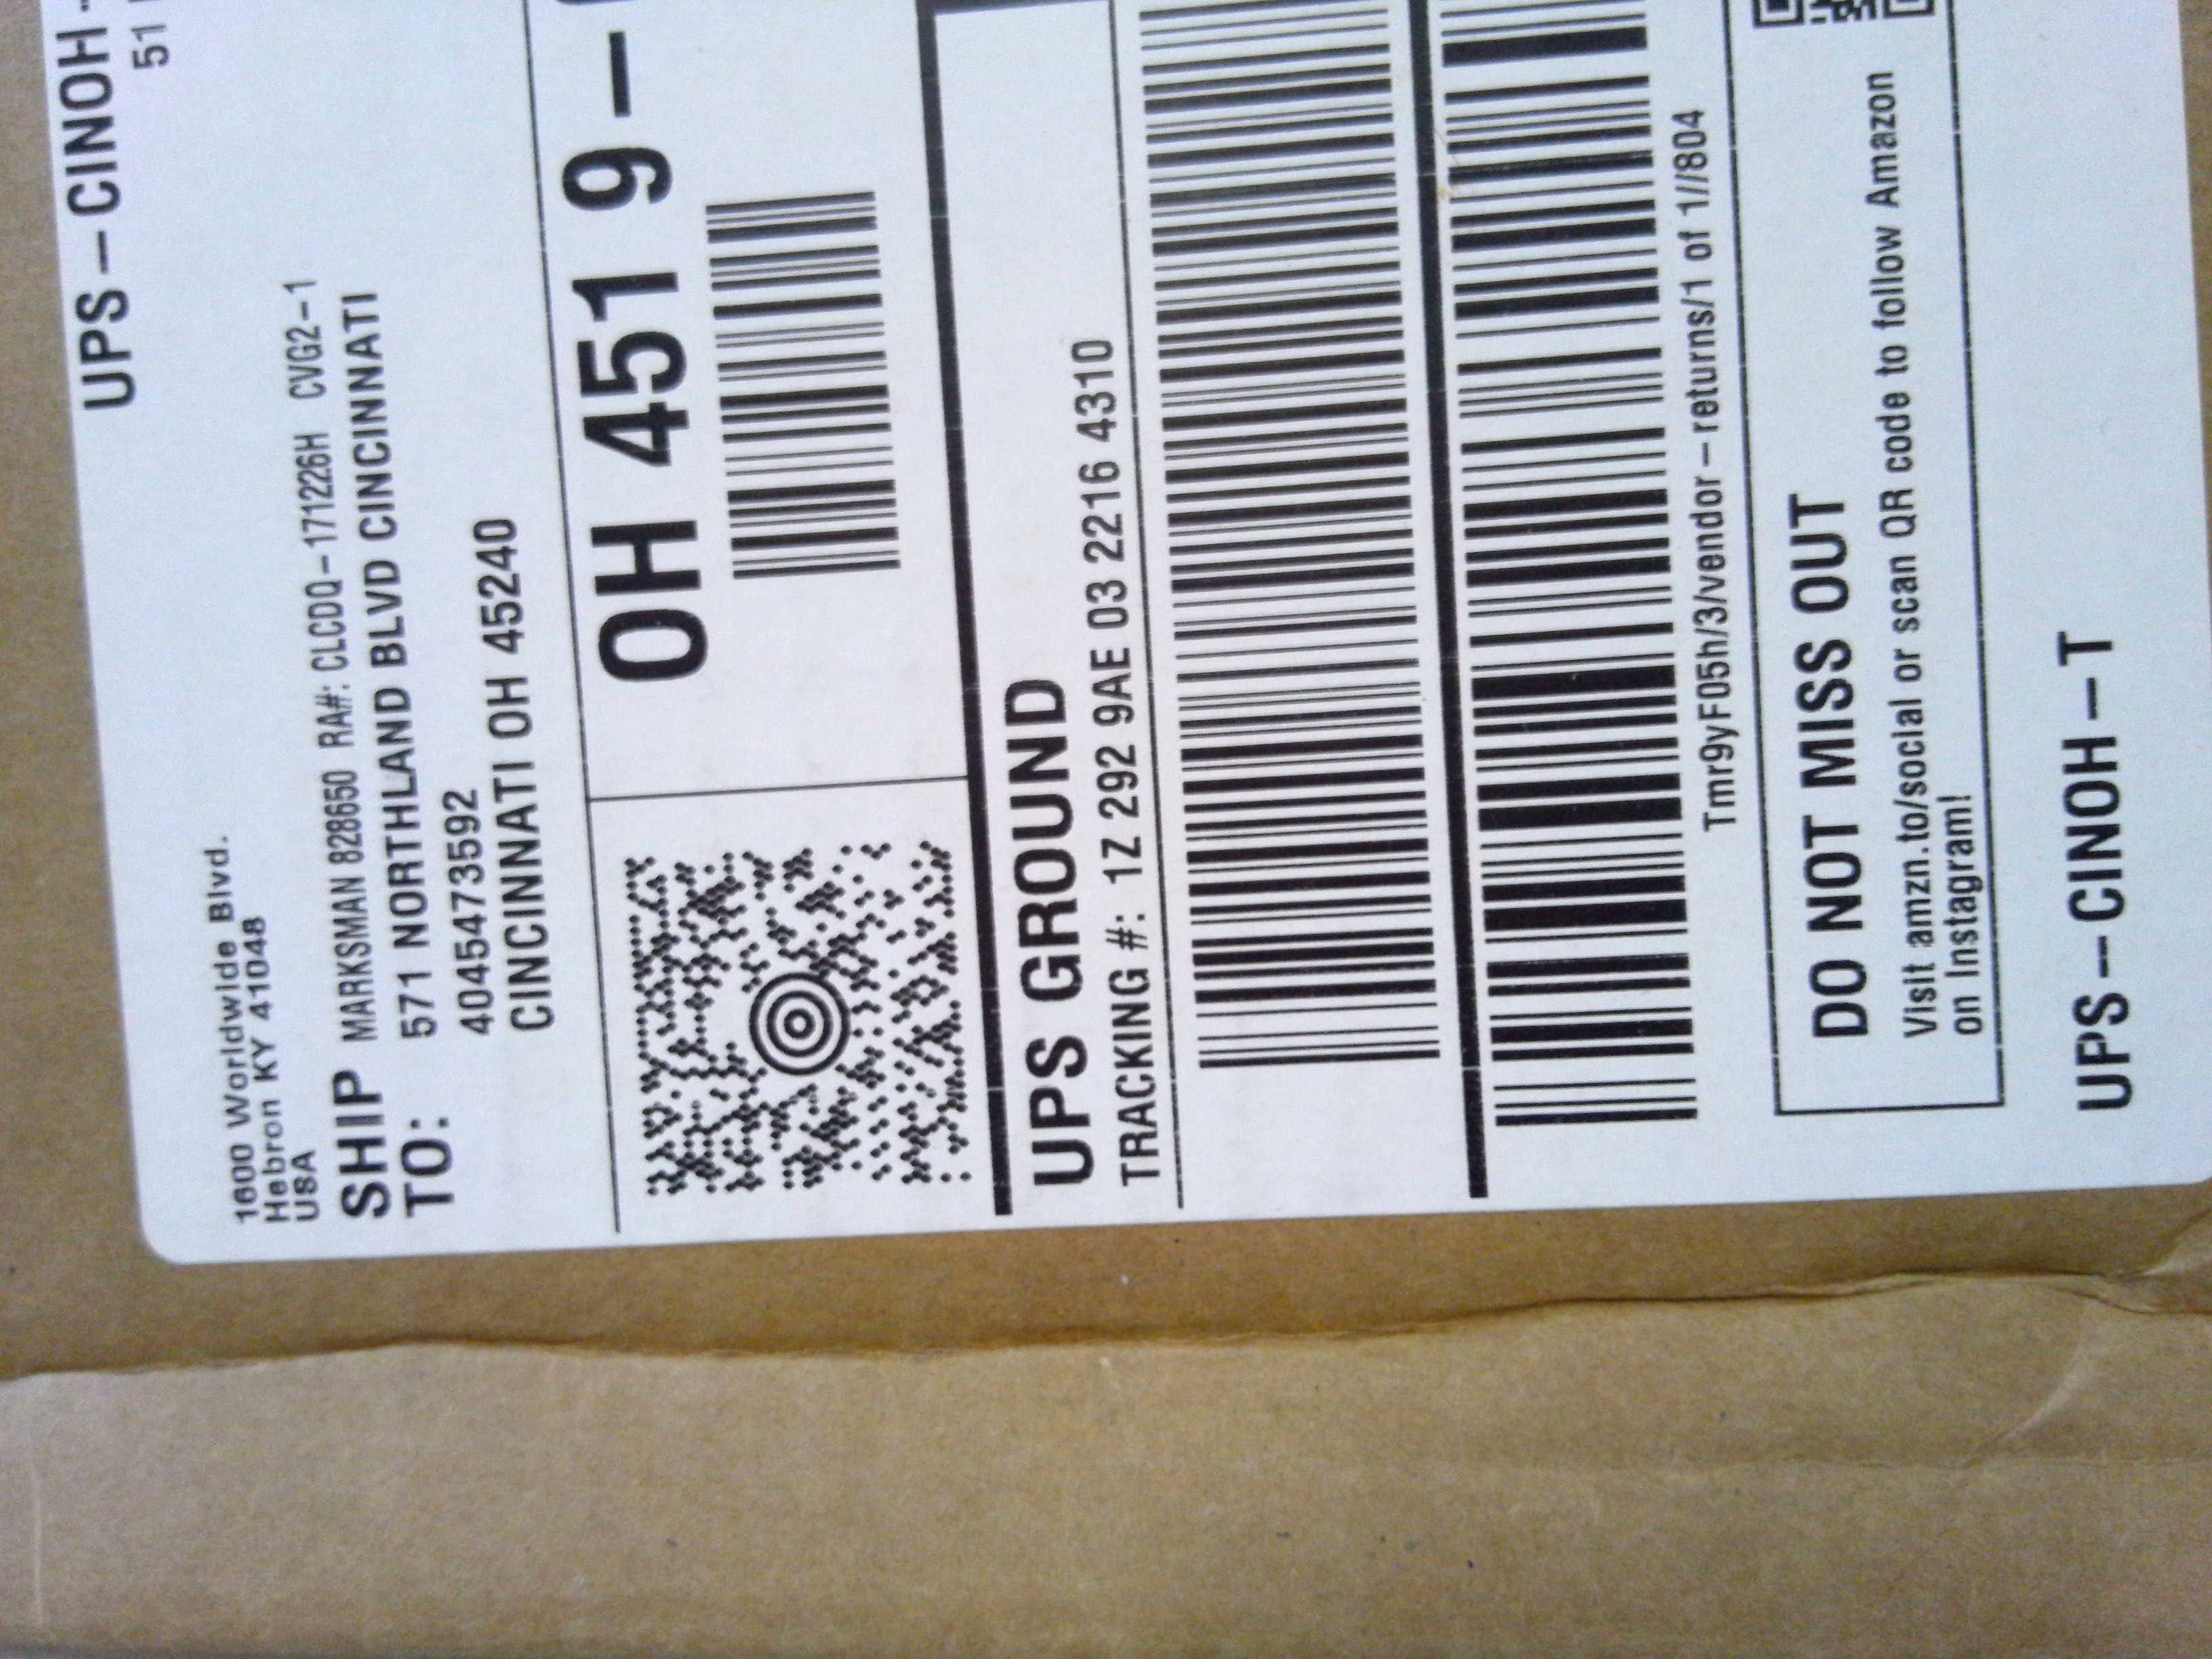 UPS – CINOH -
51
1600 Worldwide Blvd.
Hebron KY 41048
USA
SHIP TO:
MARKSMAN 828650 RA#: CLCDQ-171226H CVG2-1
571 NORTHLAND BLVD CINCINNATI
4045473592
CINCINNATI OH 45240
OH 451 9 –
UPS GROUND
TRACKING #: 1Z 292 9AE 03 2216 4310
Tmr9yF05h/3/vendor – returns/1 of 1//804
DO NOT MISS OUT
Visit amzn.to/social or scan QR code to follow Amazon
on Instagram!
UPS – CINOH – T